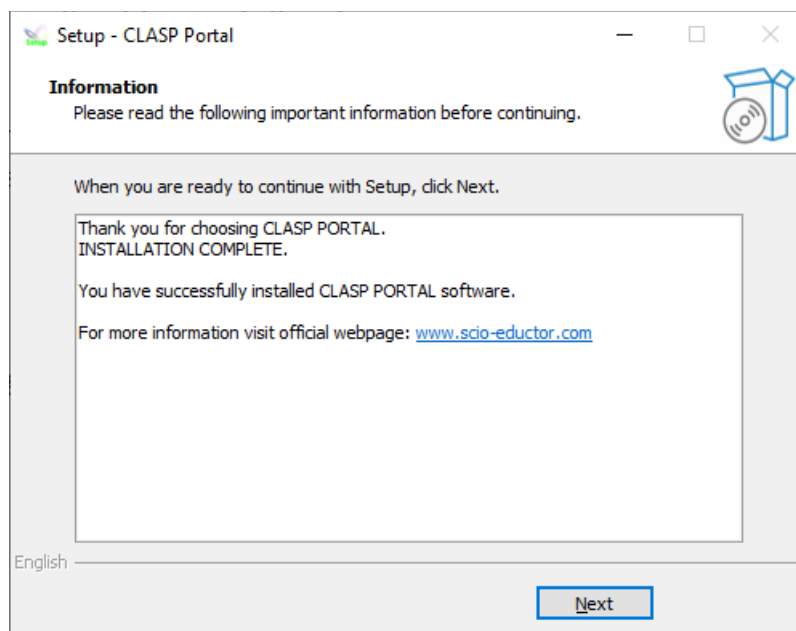 Setup - CLASP Portal
Information
Please read the following important information before continuing.
When you are ready to continue with Setup, click Next.
Thank you for choosing CLASP PORTAL.
INSTALLATION COMPLETE.
You have successfully installed CLASP PORTAL software.
For more information visit official webpage: www.scio-eductor.com
English
Next